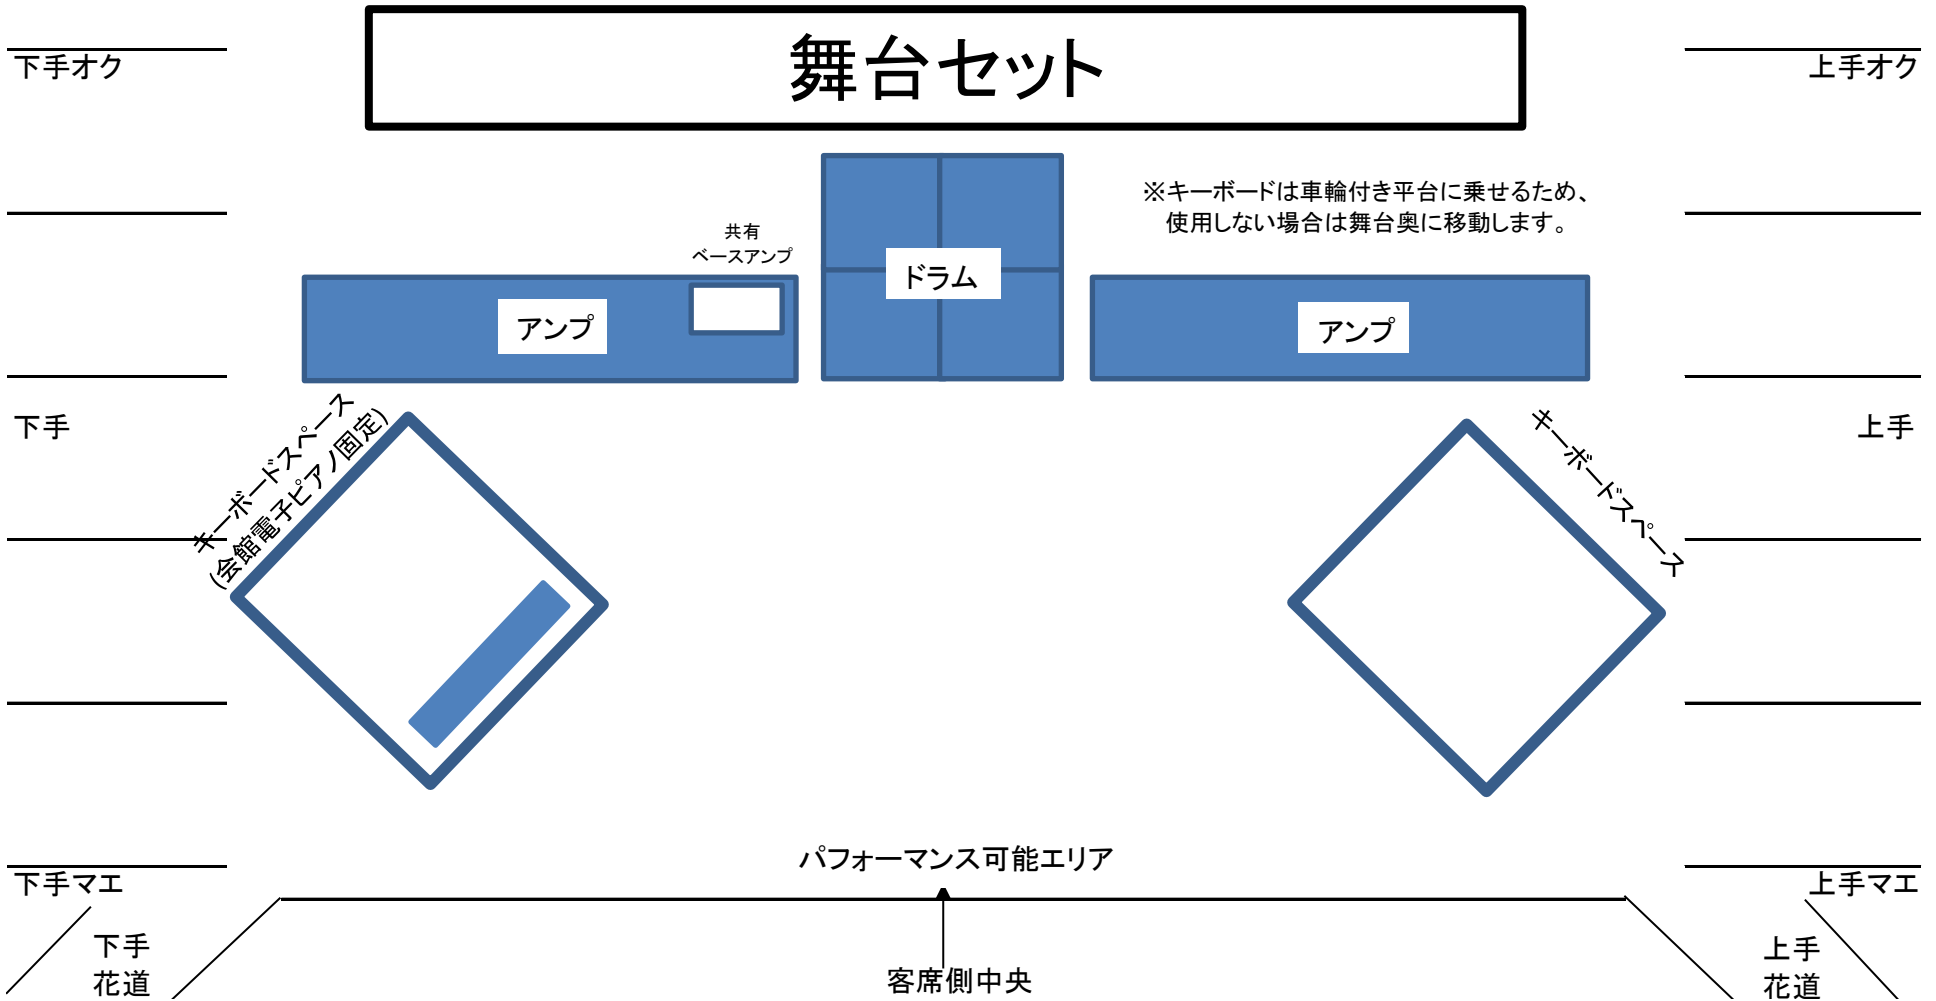 舞台セット
下手オク
上手オク
※キーボードは車輪付き平台に乗せるため、
使用しない場合は舞台奥に移動します。
共有
ベースアンプ
ドラム
アンプ
アンプ
下手
上手
キーボードスペース
(会館電子ピアノ固定)
キーボードスペース
パフォーマンス可能エリア
下手マエ
上手マエ
下手
花道
客席側中央
上手
花道